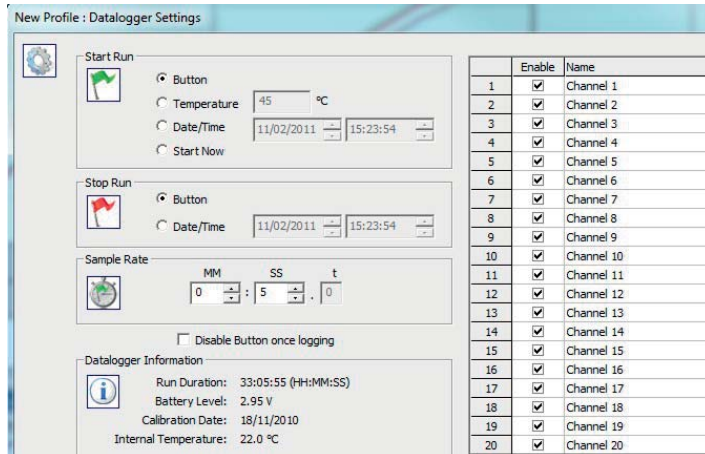 New Profile : Datalogger Settings
Start Run
Button
Temperature 45 °C
Date/Time 11/02/2011 15:23:54
Start Now
Stop Run
Button
Date/Time 11/02/2011 15:23:54
Sample Rate
MM SS t
0 : 5 . 0
Disable Button once logging
Datalogger Information
Run Duration: 33:05:55 (HH:MM:SS)
Battery Level: 2.95 V
Calibration Date: 18/11/2010
Internal Temperature: 22.0 °C
Enable Name
1 Channel 1
2 Channel 2
3 Channel 3
4 Channel 4
5 Channel 5
6 Channel 6
7 Channel 7
8 Channel 8
9 Channel 9
10 Channel 10
11 Channel 11
12 Channel 12
13 Channel 13
14 Channel 14
15 Channel 15
16 Channel 16
17 Channel 17
18 Channel 18
19 Channel 19
20 Channel 20